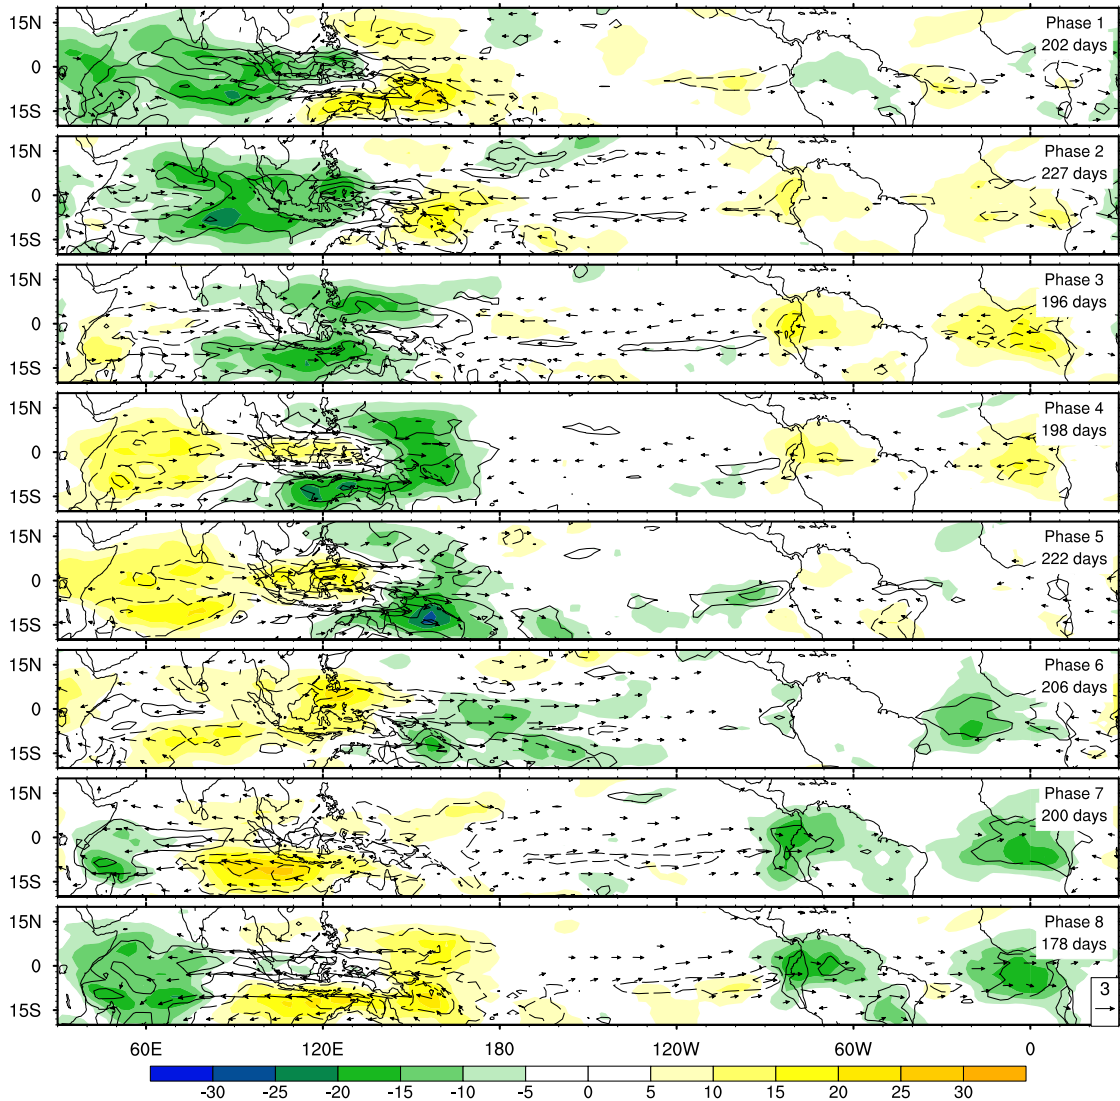 15N
0
15S
Phase 1
202 days
15N
0
15S
Phase 2
227 days
15N
0
15S
Phase 3
196 days
15N
0
15S
Phase 4
198 days
15N
0
15S
Phase 5
222 days
15N
0
15S
Phase 6
206 days
15N
0
15S
Phase 7
200 days
15N
0
15S
Phase 8
178 days
3
60E 120E 180 120W 60W 0
-30 -25 -20 -15 -10 -5 0 5 10 15 20 25 30